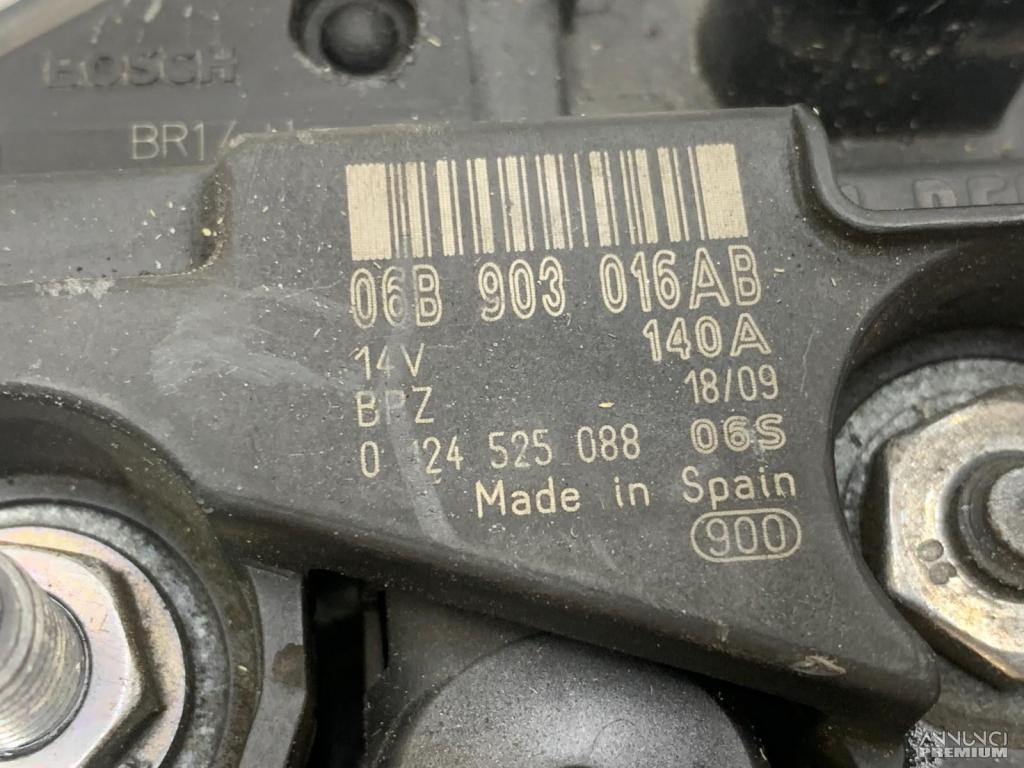 BOSCH
06B 903 016AB
14V 140A
BPZ 18/09
0 124 525 088 06S
Made in Spain
900
ANNUNCI
PREMIUM